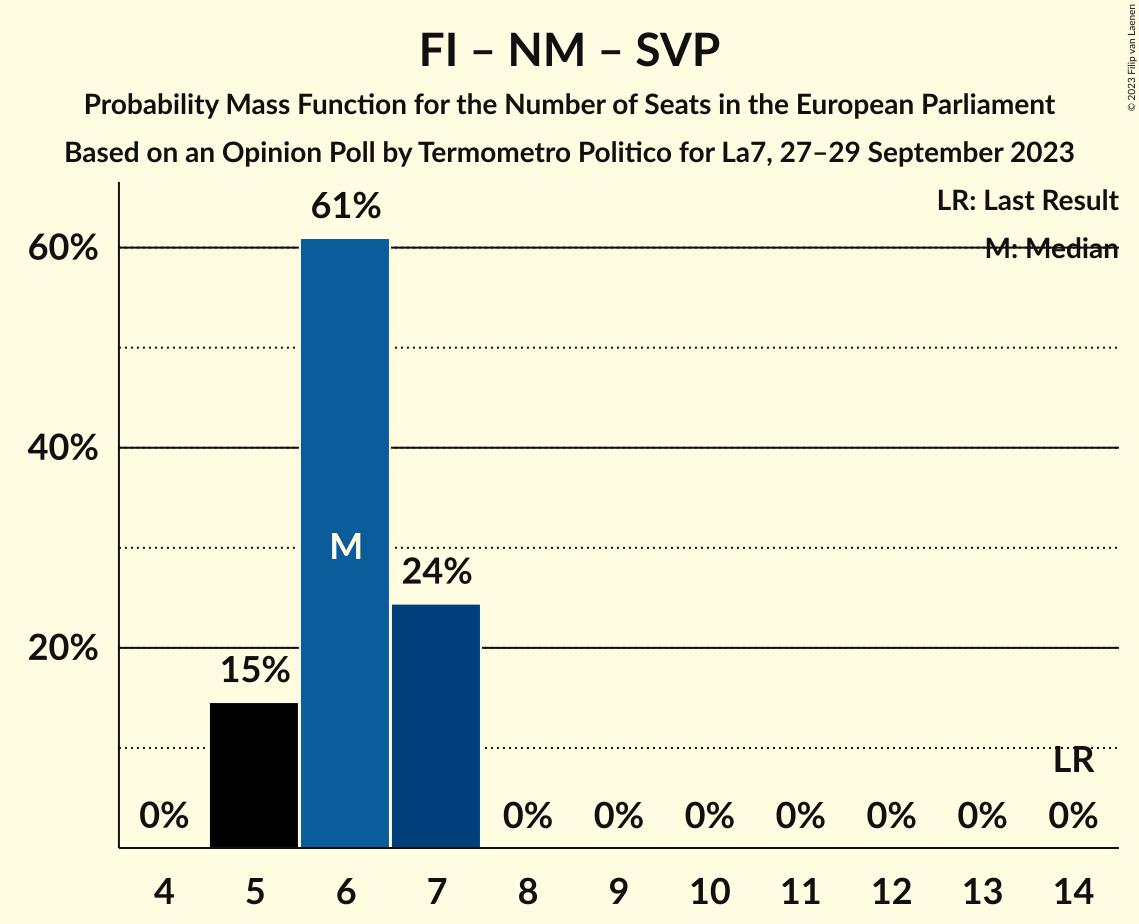 FI – NM – SVP
Probability Mass Function for the Number of Seats in the European Parliament
Based on an Opinion Poll by Termometro Politico for La7, 27–29 September 2023
© 2023 Filip van Laenen
LR: Last Result
M: Median
61%
60%
40%
M
24%
20%
15%
LR
0% 0% 0% 0% 0% 0% 0% 0%
4 5 6 7 8 9 10 11 12 13 14